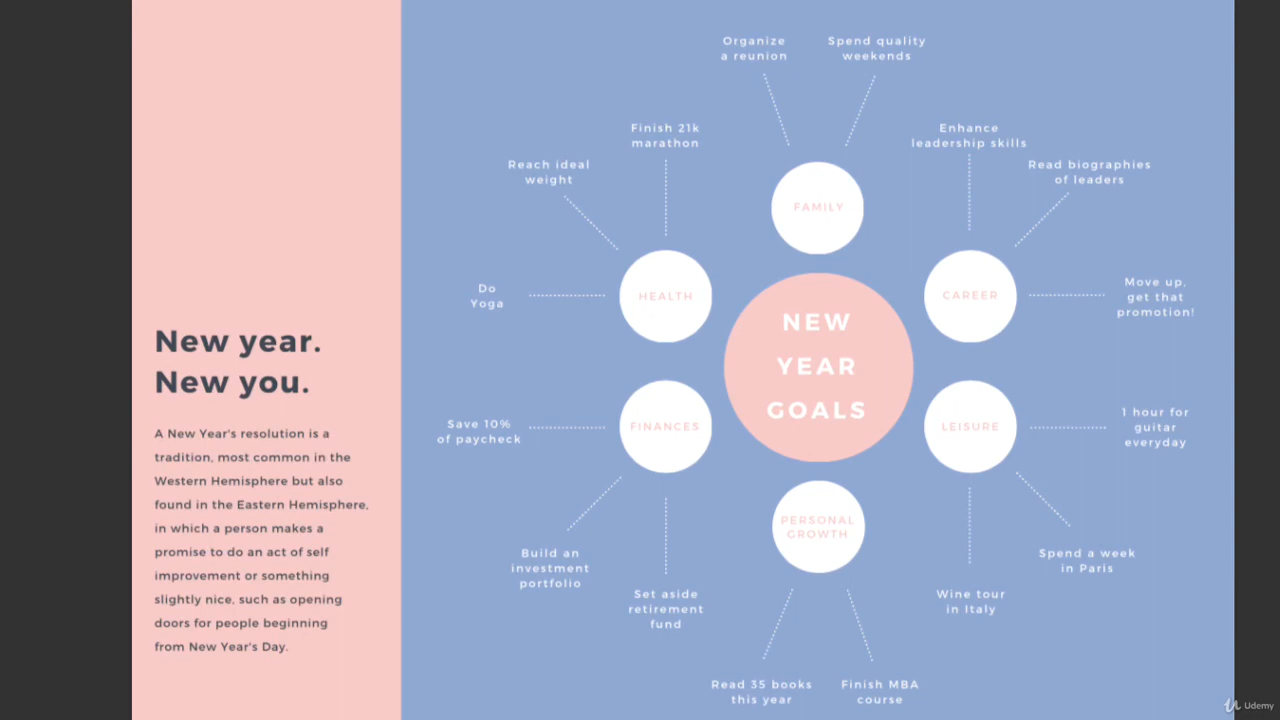 New year.
New you.
A New Year's resolution is a
tradition, most common in the
Western Hemisphere but also
found in the Eastern Hemisphere,
in which a person makes a
promise to do an act of self
improvement or something
slightly nice, such as opening
doors for people beginning
from New Year's Day.
NEW
YEAR
GOALS
FAMILY
Organize
a reunion
Spend quality
weekends
CAREER
Enhance
leadership skills
Read biographies
of leaders
Move up,
get that
promotion!
LEISURE
1 hour for
guitar
everyday
Spend a week
in Paris
Wine tour
in Italy
PERSONAL
GROWTH
Finish MBA
course
Read 35 books
this year
FINANCES
Set aside
retirement
fund
Build an
investment
portfolio
Save 10%
of paycheck
HEALTH
Do
Yoga
Reach ideal
weight
Finish 21k
marathon
Udemy